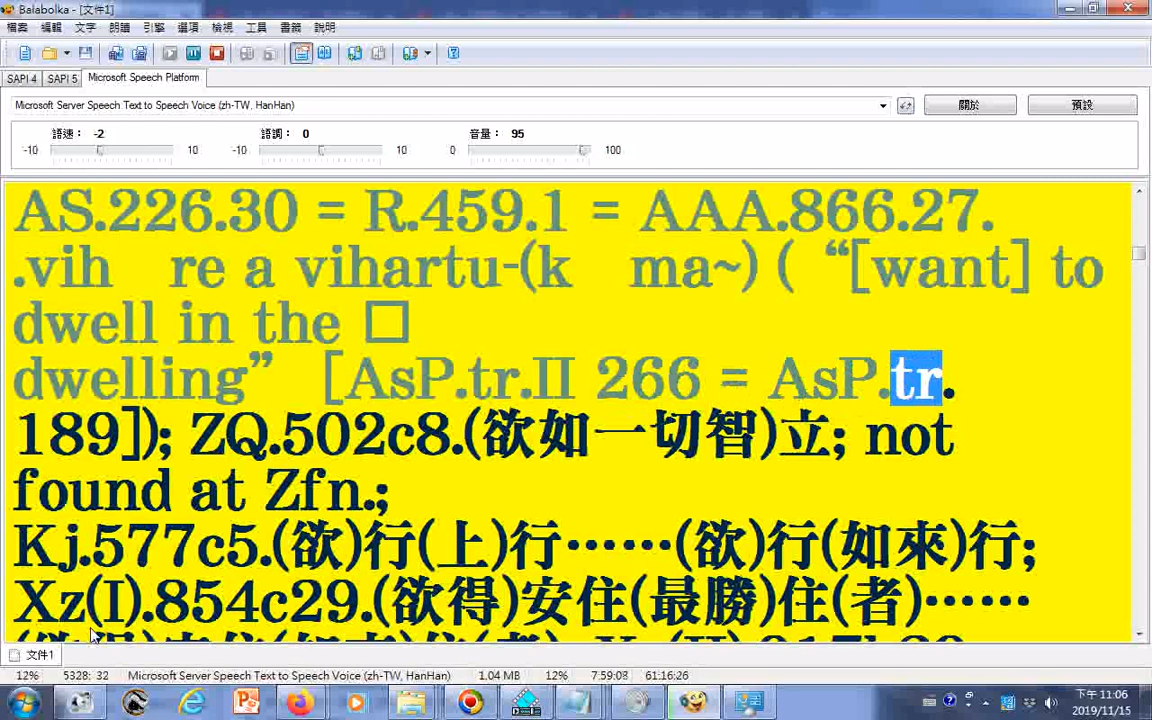 Balabolka - [文件1]
檔案 編輯 文字 朗讀 引擎 選項 檢視 工具 書籤 說明
SAPI 4 SAPI 5 Microsoft Speech Platform
Microsoft Server Speech Text to Speech Voice (zh-TW, HanHan) 關於 預設
語速： -2 語調： 0 音量： 95
-10 10 -10 10 0 100
AS.226.30 = R.459.1 = AAA.866.27.
.vih re a vihartu-(k ma~) ( “[want] to
dwell in the □
dwelling” [AsP.tr.II 266 = AsP.tr.
189]); ZQ.502c8.(欲如一切智)立; not
found at Zfn.;
Kj.577c5.(欲)行(上)行……(欲)行(如來)行;
Xz(I).854c29.(欲得)安住(最勝)住(者)……
文件1
12% 5328: 32 Microsoft Server Speech Text to Speech Voice (zh-TW, HanHan) 1.04 MB 12% 7:59:08 61:16:26
下午 11:06
2019/11/15